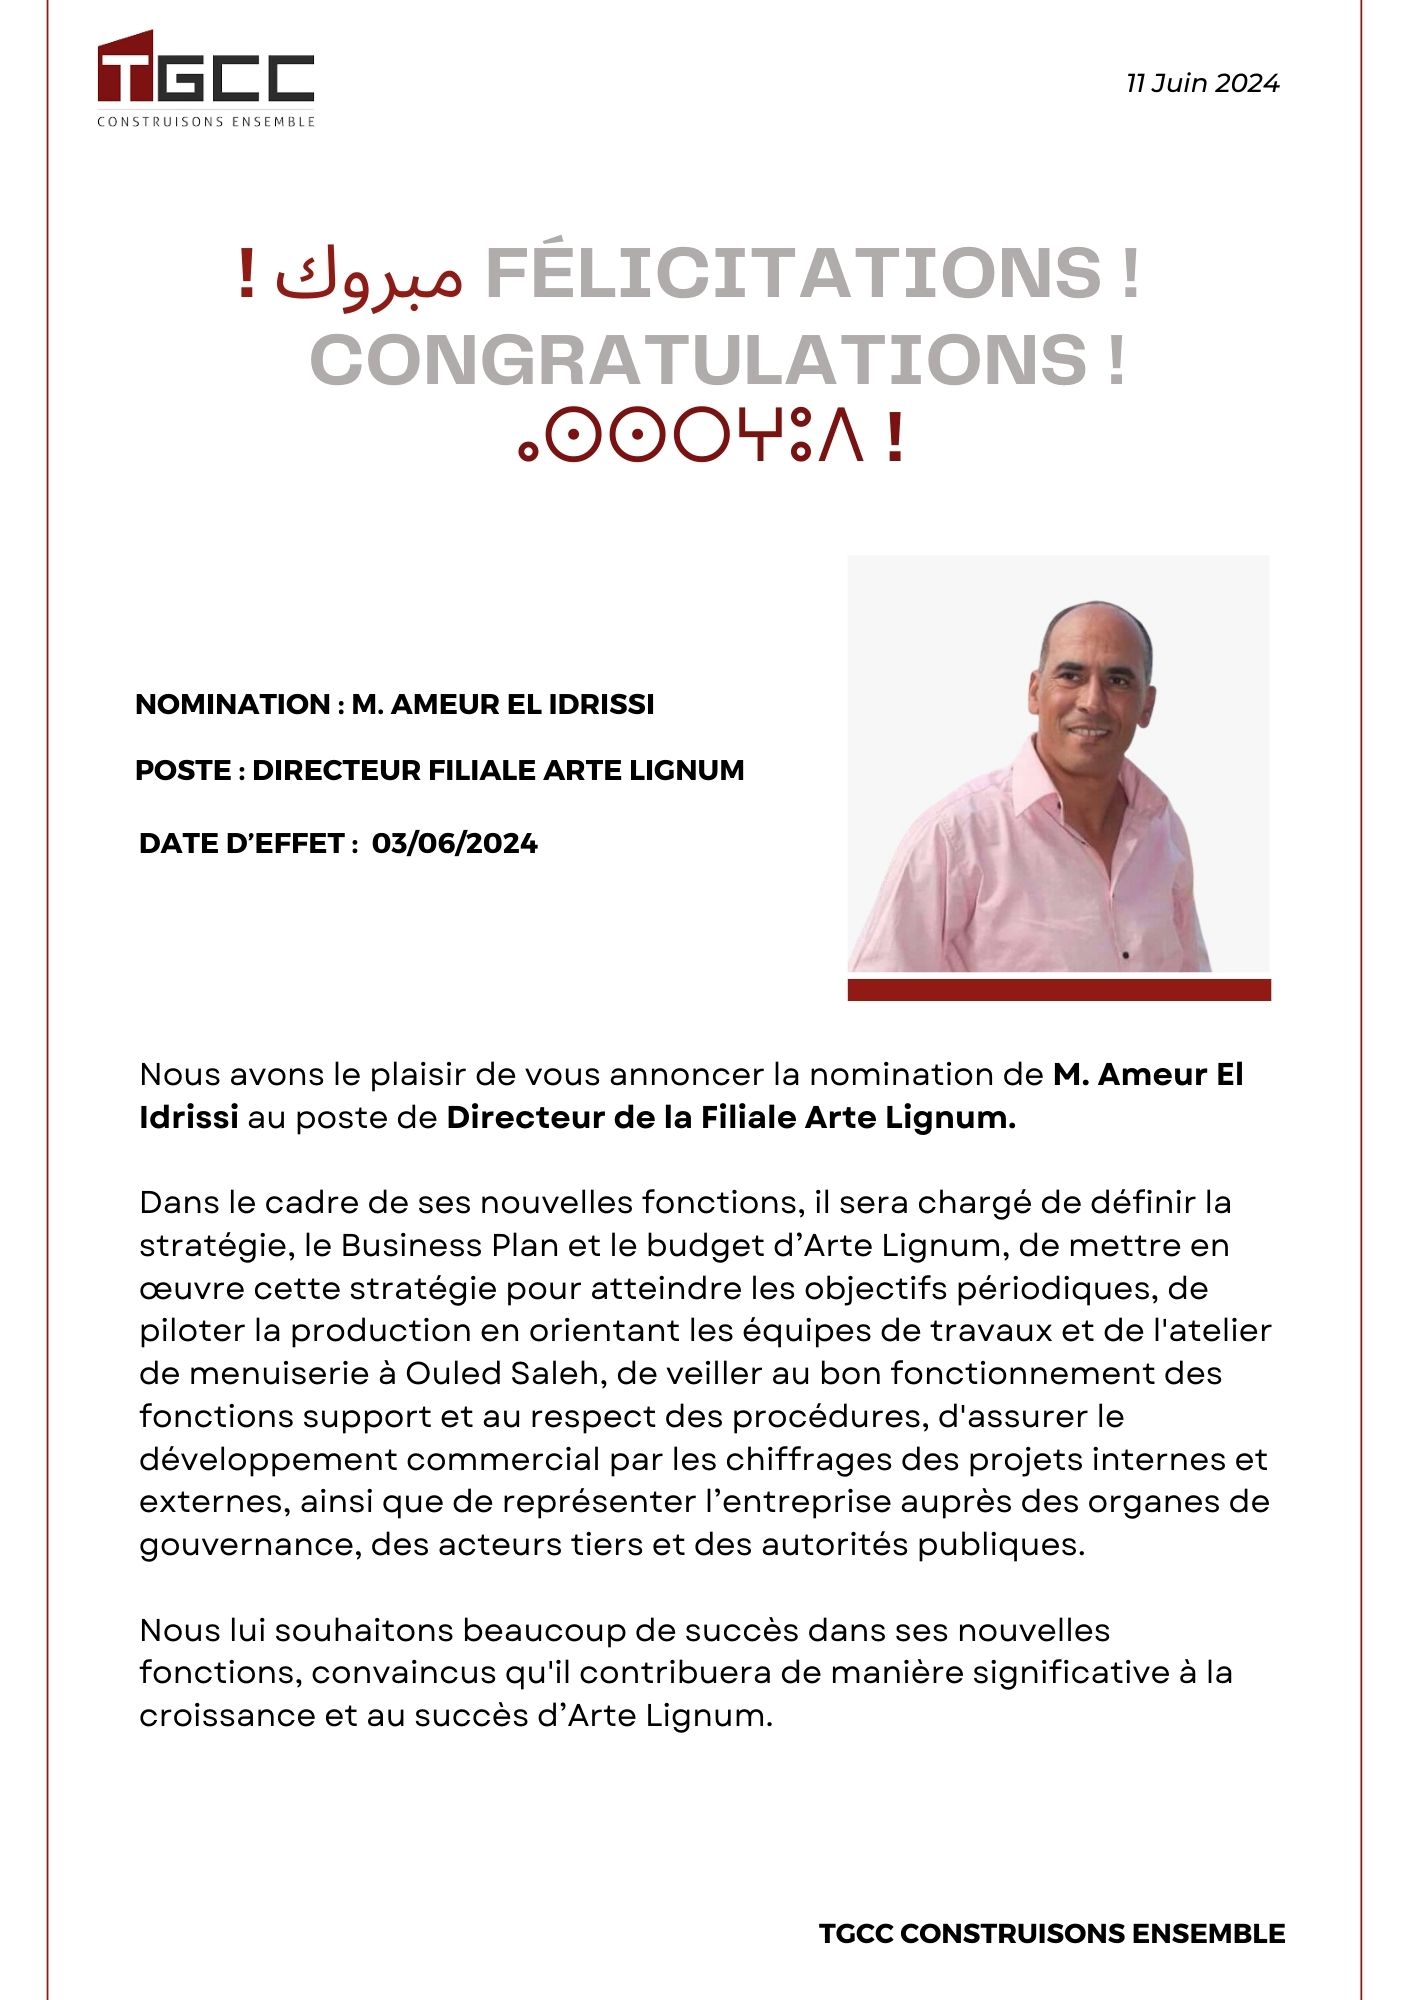 TGCC
CONSTRUISONS ENSEMBLE
11 Juin 2024
مبروك ! FÉLICITATIONS !
CONGRATULATIONS !
ⴰⵙⵙⵔⵖⵓⴷ !
NOMINATION : M. AMEUR EL IDRISSI
POSTE : DIRECTEUR FILIALE ARTE LIGNUM
DATE D’EFFET : 03/06/2024
Nous avons le plaisir de vous annoncer la nomination de M. Ameur El
Idrissi au poste de Directeur de la Filiale Arte Lignum.
Dans le cadre de ses nouvelles fonctions, il sera chargé de définir la
stratégie, le Business Plan et le budget d’Arte Lignum, de mettre en
œuvre cette stratégie pour atteindre les objectifs périodiques, de
piloter la production en orientant les équipes de travaux et de l'atelier
de menuiserie à Ouled Saleh, de veiller au bon fonctionnement des
fonctions support et au respect des procédures, d'assurer le
développement commercial par les chiffrages des projets internes et
externes, ainsi que de représenter l’entreprise auprès des organes de
gouvernance, des acteurs tiers et des autorités publiques.
Nous lui souhaitons beaucoup de succès dans ses nouvelles
fonctions, convaincus qu'il contribuera de manière significative à la
croissance et au succès d’Arte Lignum.
TGCC CONSTRUISONS ENSEMBLE